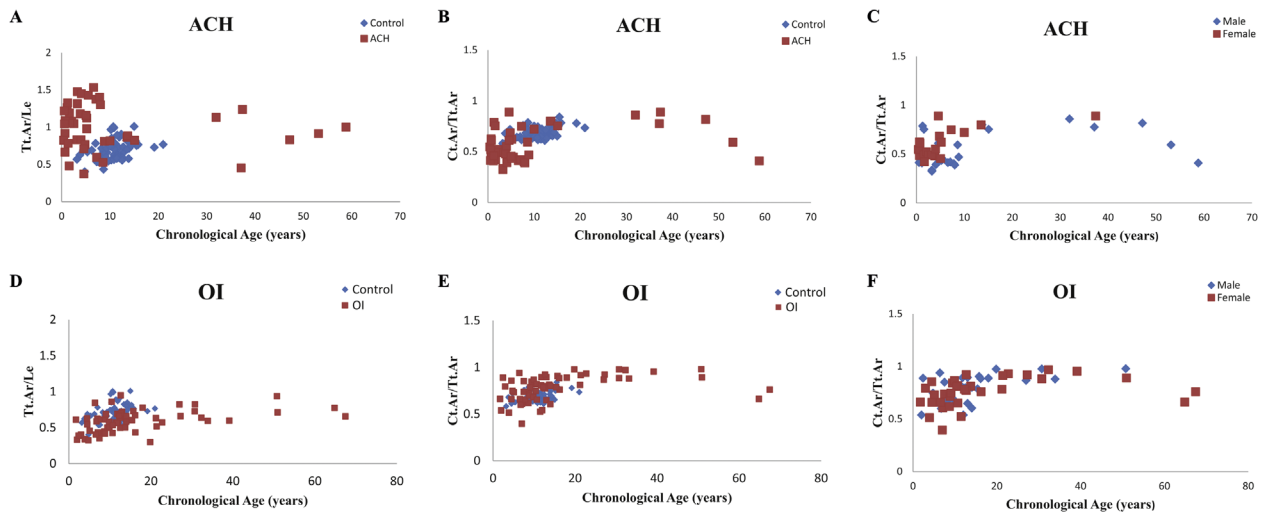 A
ACH
Control
ACH
Tt.Ar/Le
2
1.5
1
0.5
0
0 10 20 30 40 50 60 70
Chronological Age (years)
B
ACH
Control
ACH
Ct.Ar/Tt.Ar
1.5
1
0.5
0
0 10 20 30 40 50 60 70
Chronological Age (years)
C
ACH
Male
Female
Ct.Ar/Tt.Ar
1.5
1
0.5
0
0 10 20 30 40 50 60 70
Chronological Age (years)
D
OI
Control
OI
Tt.Ar/Le
2
1.5
1
0.5
0
0 20 40 60 80
Chronological Age (years)
E
OI
Control
OI
Ct.Ar/Tt.Ar
1.5
1
0.5
0
0 20 40 60 80
Chronological Age (years)
F
OI
Male
Female
Ct.Ar/Tt.Ar
1.5
1
0.5
0
0 20 40 60 80
Chronological Age (years)